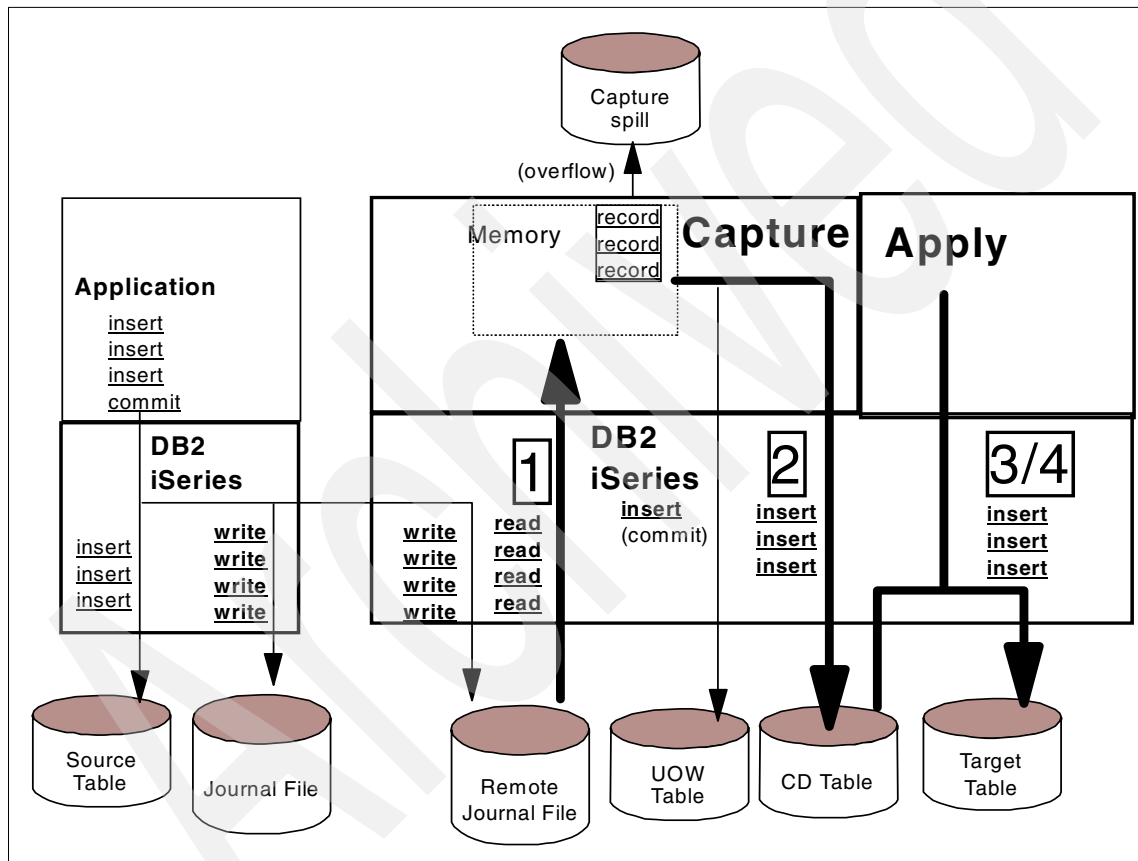 Capture
spill
(overflow)
Memory
record
record
record
Capture
Apply
Application
insert
insert
insert
commit
DB2
iSeries
insert
insert
insert
write
write
write
write
write
write
write
write
1
read
read
read
read
DB2
iSeries
insert
(commit)
2
insert
insert
insert
3/4
insert
insert
insert
Source
Table
Journal File
Remote
Journal File
UOW
Table
CD Table
Target
Table
Archived